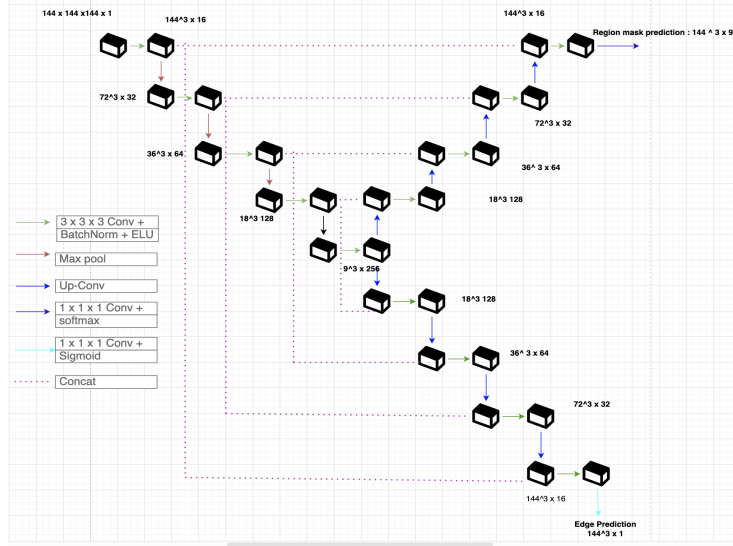 144 x 144 x144 x 1
144^3 x 16
144^3 x 16
Region mask prediction : 144 ^ 3 x 9
72^3 x 32
72^3 x 32
36^3 x 64
36^ 3 x 64
18^3 128
18^3 128
3 x 3 x 3 Conv +
BatchNorm + ELU
Max pool
9^3 x 256
Up-Conv
18^3 128
1 x 1 x 1 Conv +
softmax
1 x 1 x 1 Conv +
Sigmoid
36^ 3 x 64
Concat
72^3 x 32
144^3 x 16
Edge Prediction
144^3 x 1